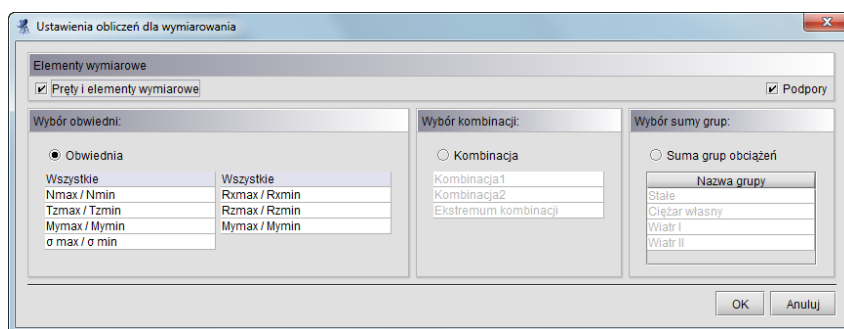 Ustawienia obliczeń dla wymiarowania
x
Elementy wymiarowe
Pręty i elementy wymiarowe
Podpory
Wybór obwiedni:
Obwiednia
Wszystkie
Wszystkie
Nmax / Nmin
Rxmax / Rxmin
Tzmax / Tzmin
Rzmax / Rzmin
Mymax / Mymin
Mymax / Mymin
σ max / σ min
Wybór kombinacji:
Kombinacja
Kombinacja1
Kombinacja2
Ekstremum kombinacji
Wybór sumy grup:
Suma grup obciążeń
Nazwa grupy
Stałe
Ciężar własny
Wiatr I
Wiatr II
OK
Anuluj